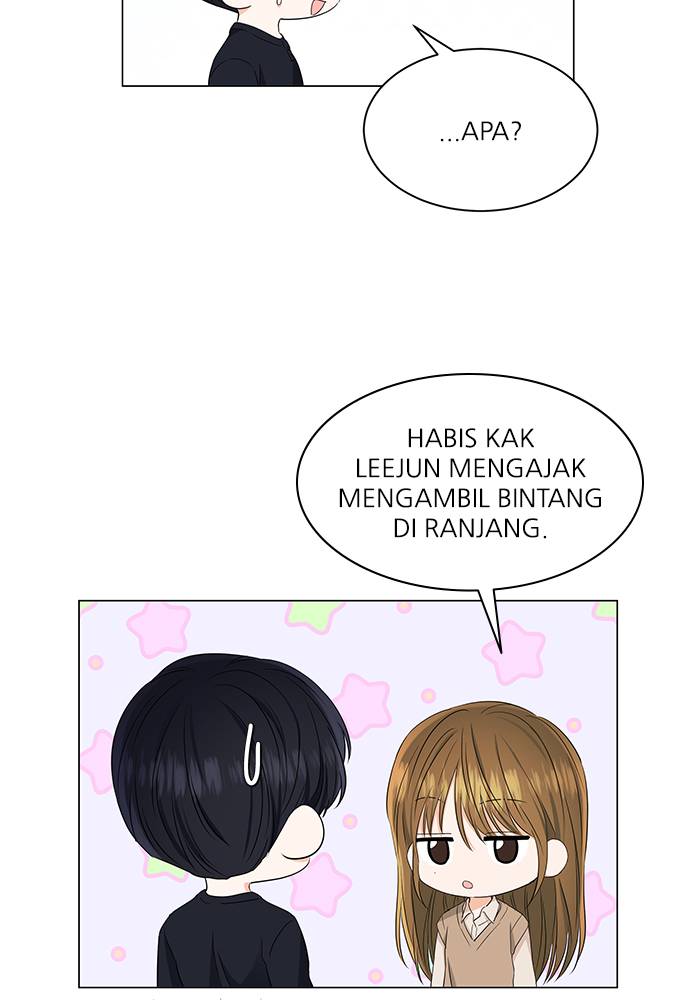 ...APA?
HABIS KAK
LEEJUN MENGAJAK
MENGAMBIL BINTANG
DI RANJANG.